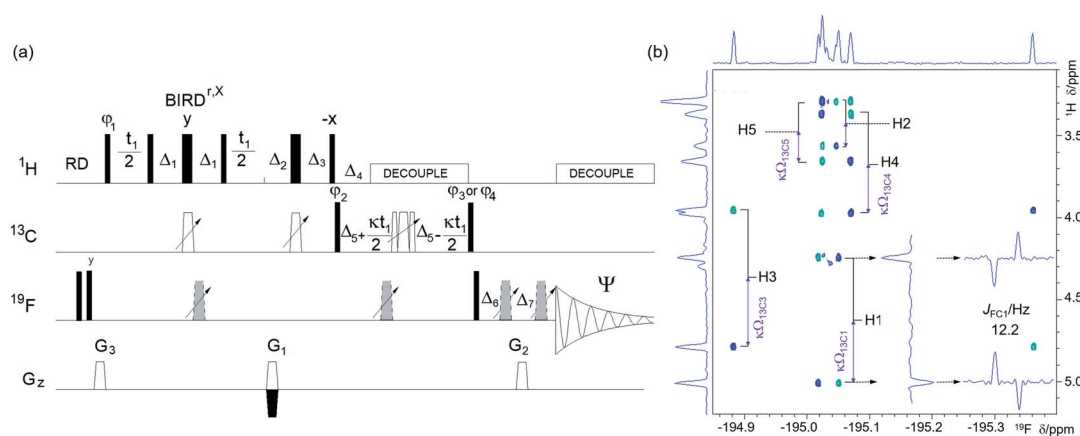 (a)
BIRD^r,X
φ1 y -x
¹H RD t1/2 Δ1 Δ1 t1/2 Δ2 Δ3 Δ4 DECOUPLE DECOUPLE
φ2 φ3 or φ4
¹³C Δ5+ κt1/2 Δ5- κt1/2
y
¹⁹F Δ6 Δ7 Ψ
G3 G1 G2
Gz
(b)
¹H δ/ppm
3.5
4.0
4.5
5.0
H5
κΩ13C5
H2
H4
κΩ13C4
H3
κΩ13C3
H1
κΩ13C1
JFC1/Hz
12.2
-194.9 -195.0 -195.1 -195.2 -195.3 ¹⁹F δ/ppm